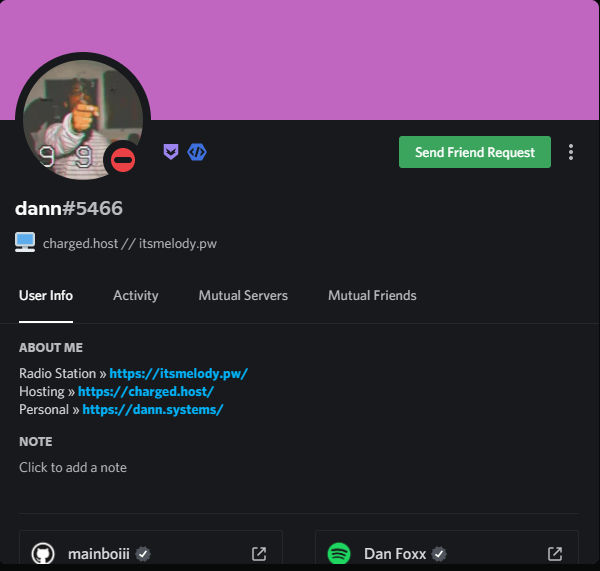 9 9
Send Friend Request
dann#5466
charged.host // itsmelody.pw
User Info Activity Mutual Servers Mutual Friends
ABOUT ME
Radio Station » https://itsmelody.pw/
Hosting » https://charged.host/
Personal » https://dann.systems/
NOTE
Click to add a note
mainboiii Dan Foxx